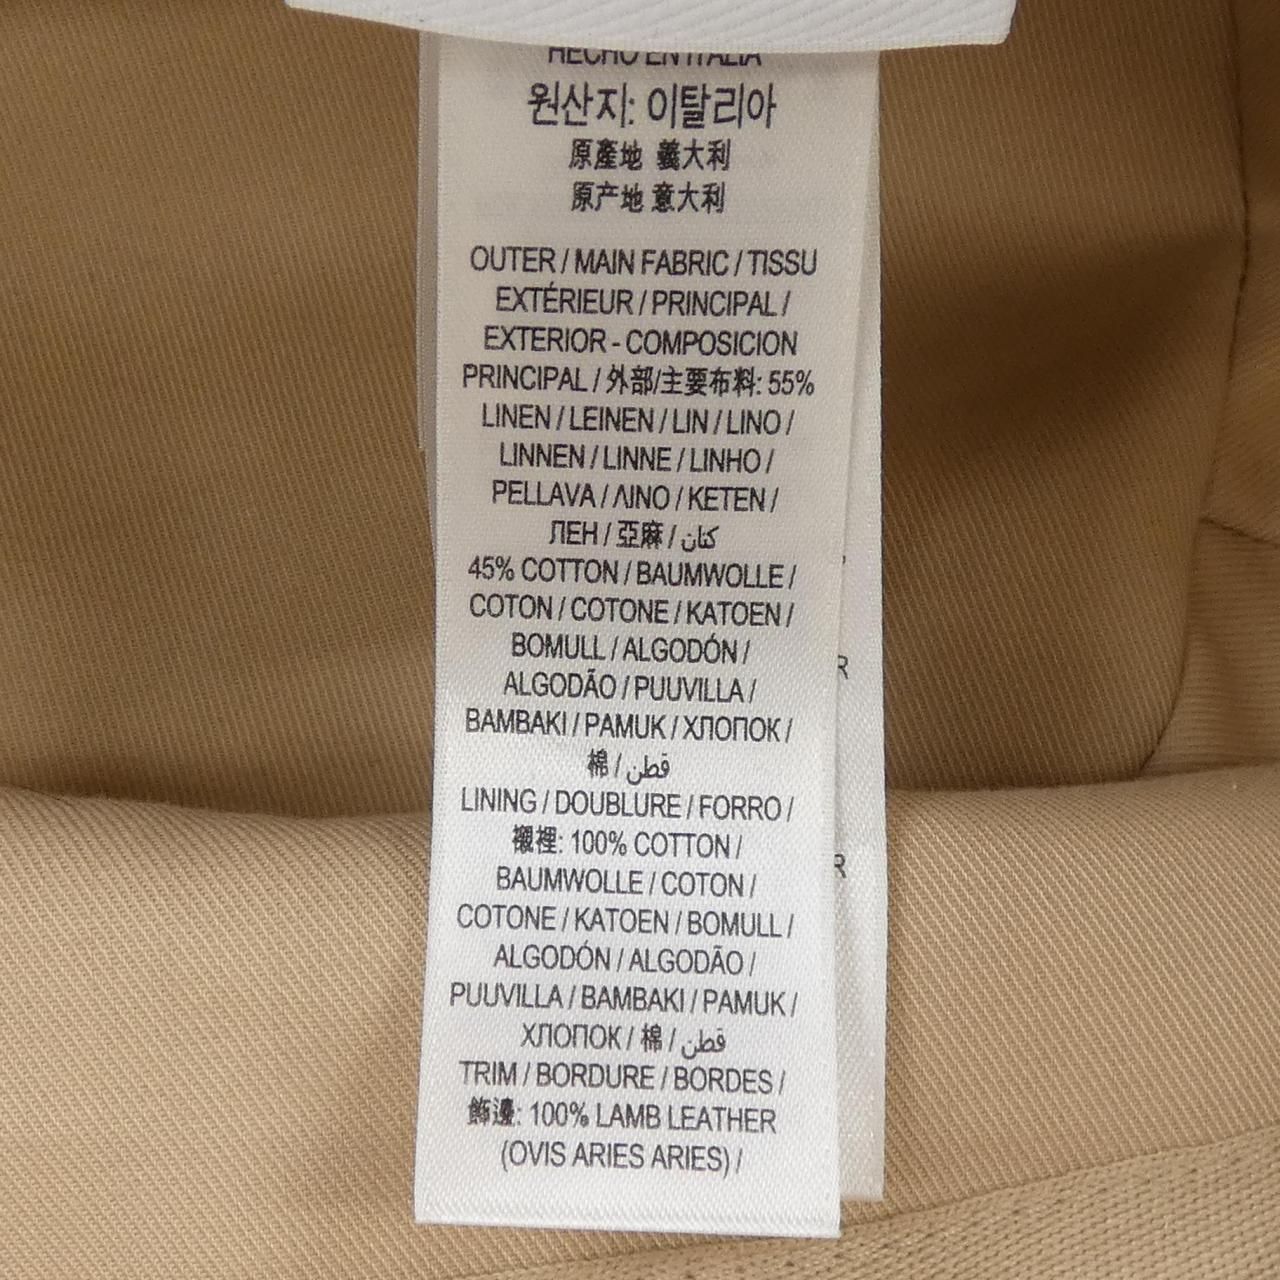 HECHO EN ITALIA
원산지: 이탈리아
原產地 義大利
原产地 意大利
OUTER / MAIN FABRIC / TISSU
EXTÉRIEUR / PRINCIPAL /
EXTERIOR - COMPOSICION
PRINCIPAL / 外部/主要布料: 55%
LINEN / LEINEN / LIN / LINO /
LINNEN / LINNE / LINHO /
PELLAVA / ΛΙΝΟ / KETEN /
ЛЕН / 亞麻 / كتان
45% COTTON / BAUMWOLLE /
COTON / COTONE / KATOEN /
BOMULL / ALGODÓN /
ALGODÃO / PUUVILLA /
BAMBAKI / PAMUK / ХЛОПОК /
棉 / قطن
LINING / DOUBLURE / FORRO /
襯裡: 100% COTTON /
BAUMWOLLE / COTON /
COTONE / KATOEN / BOMULL /
ALGODÓN / ALGODÃO /
PUUVILLA / BAMBAKI / PAMUK /
ХЛОПОК / 棉 / قطن
TRIM / BORDURE / BORDES /
飾邊: 100% LAMB LEATHER
(OVIS ARIES ARIES) /
R
R